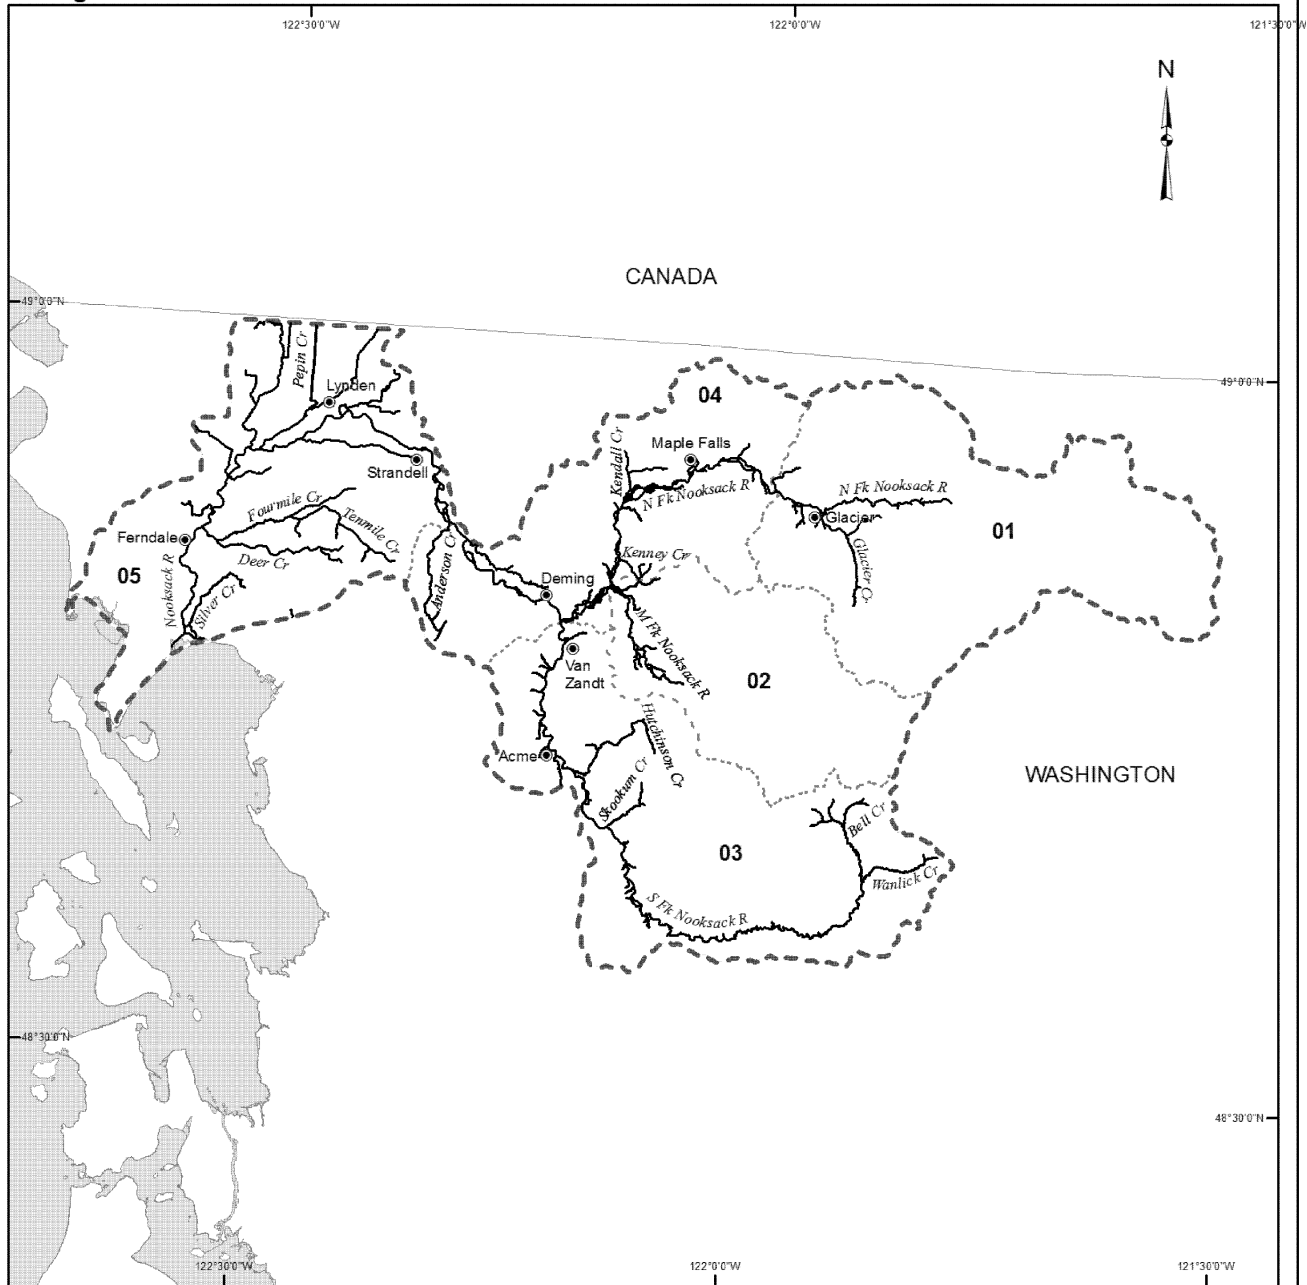 122°30'0"W
122°0'0"W
121°30'0"W
N
CANADA
49°0'0"N
49°0'0"N
Pepin Cr
Lynden
04
Maple Falls
Kendall Cr
Strandell
N Fk Nooksack R
N Fk Nooksack R
Fourmile Cr
Tenmile Cr
Glacier
01
Ferndale
Deer Cr
Anderson Cr
Kenney Cr
Glacier Cr
05
Nooksack R
Silver Cr
Deming
M Fk Nooksack R
Van
Zandt
02
Hutchinson Cr
Acme
WASHINGTON
Skookum Cr
Bell Cr
03
Wanlick Cr
S Fk Nooksack R
48°30'0"N
48°30'0"N
122°30'0"W
122°0'0"W
121°30'0"W